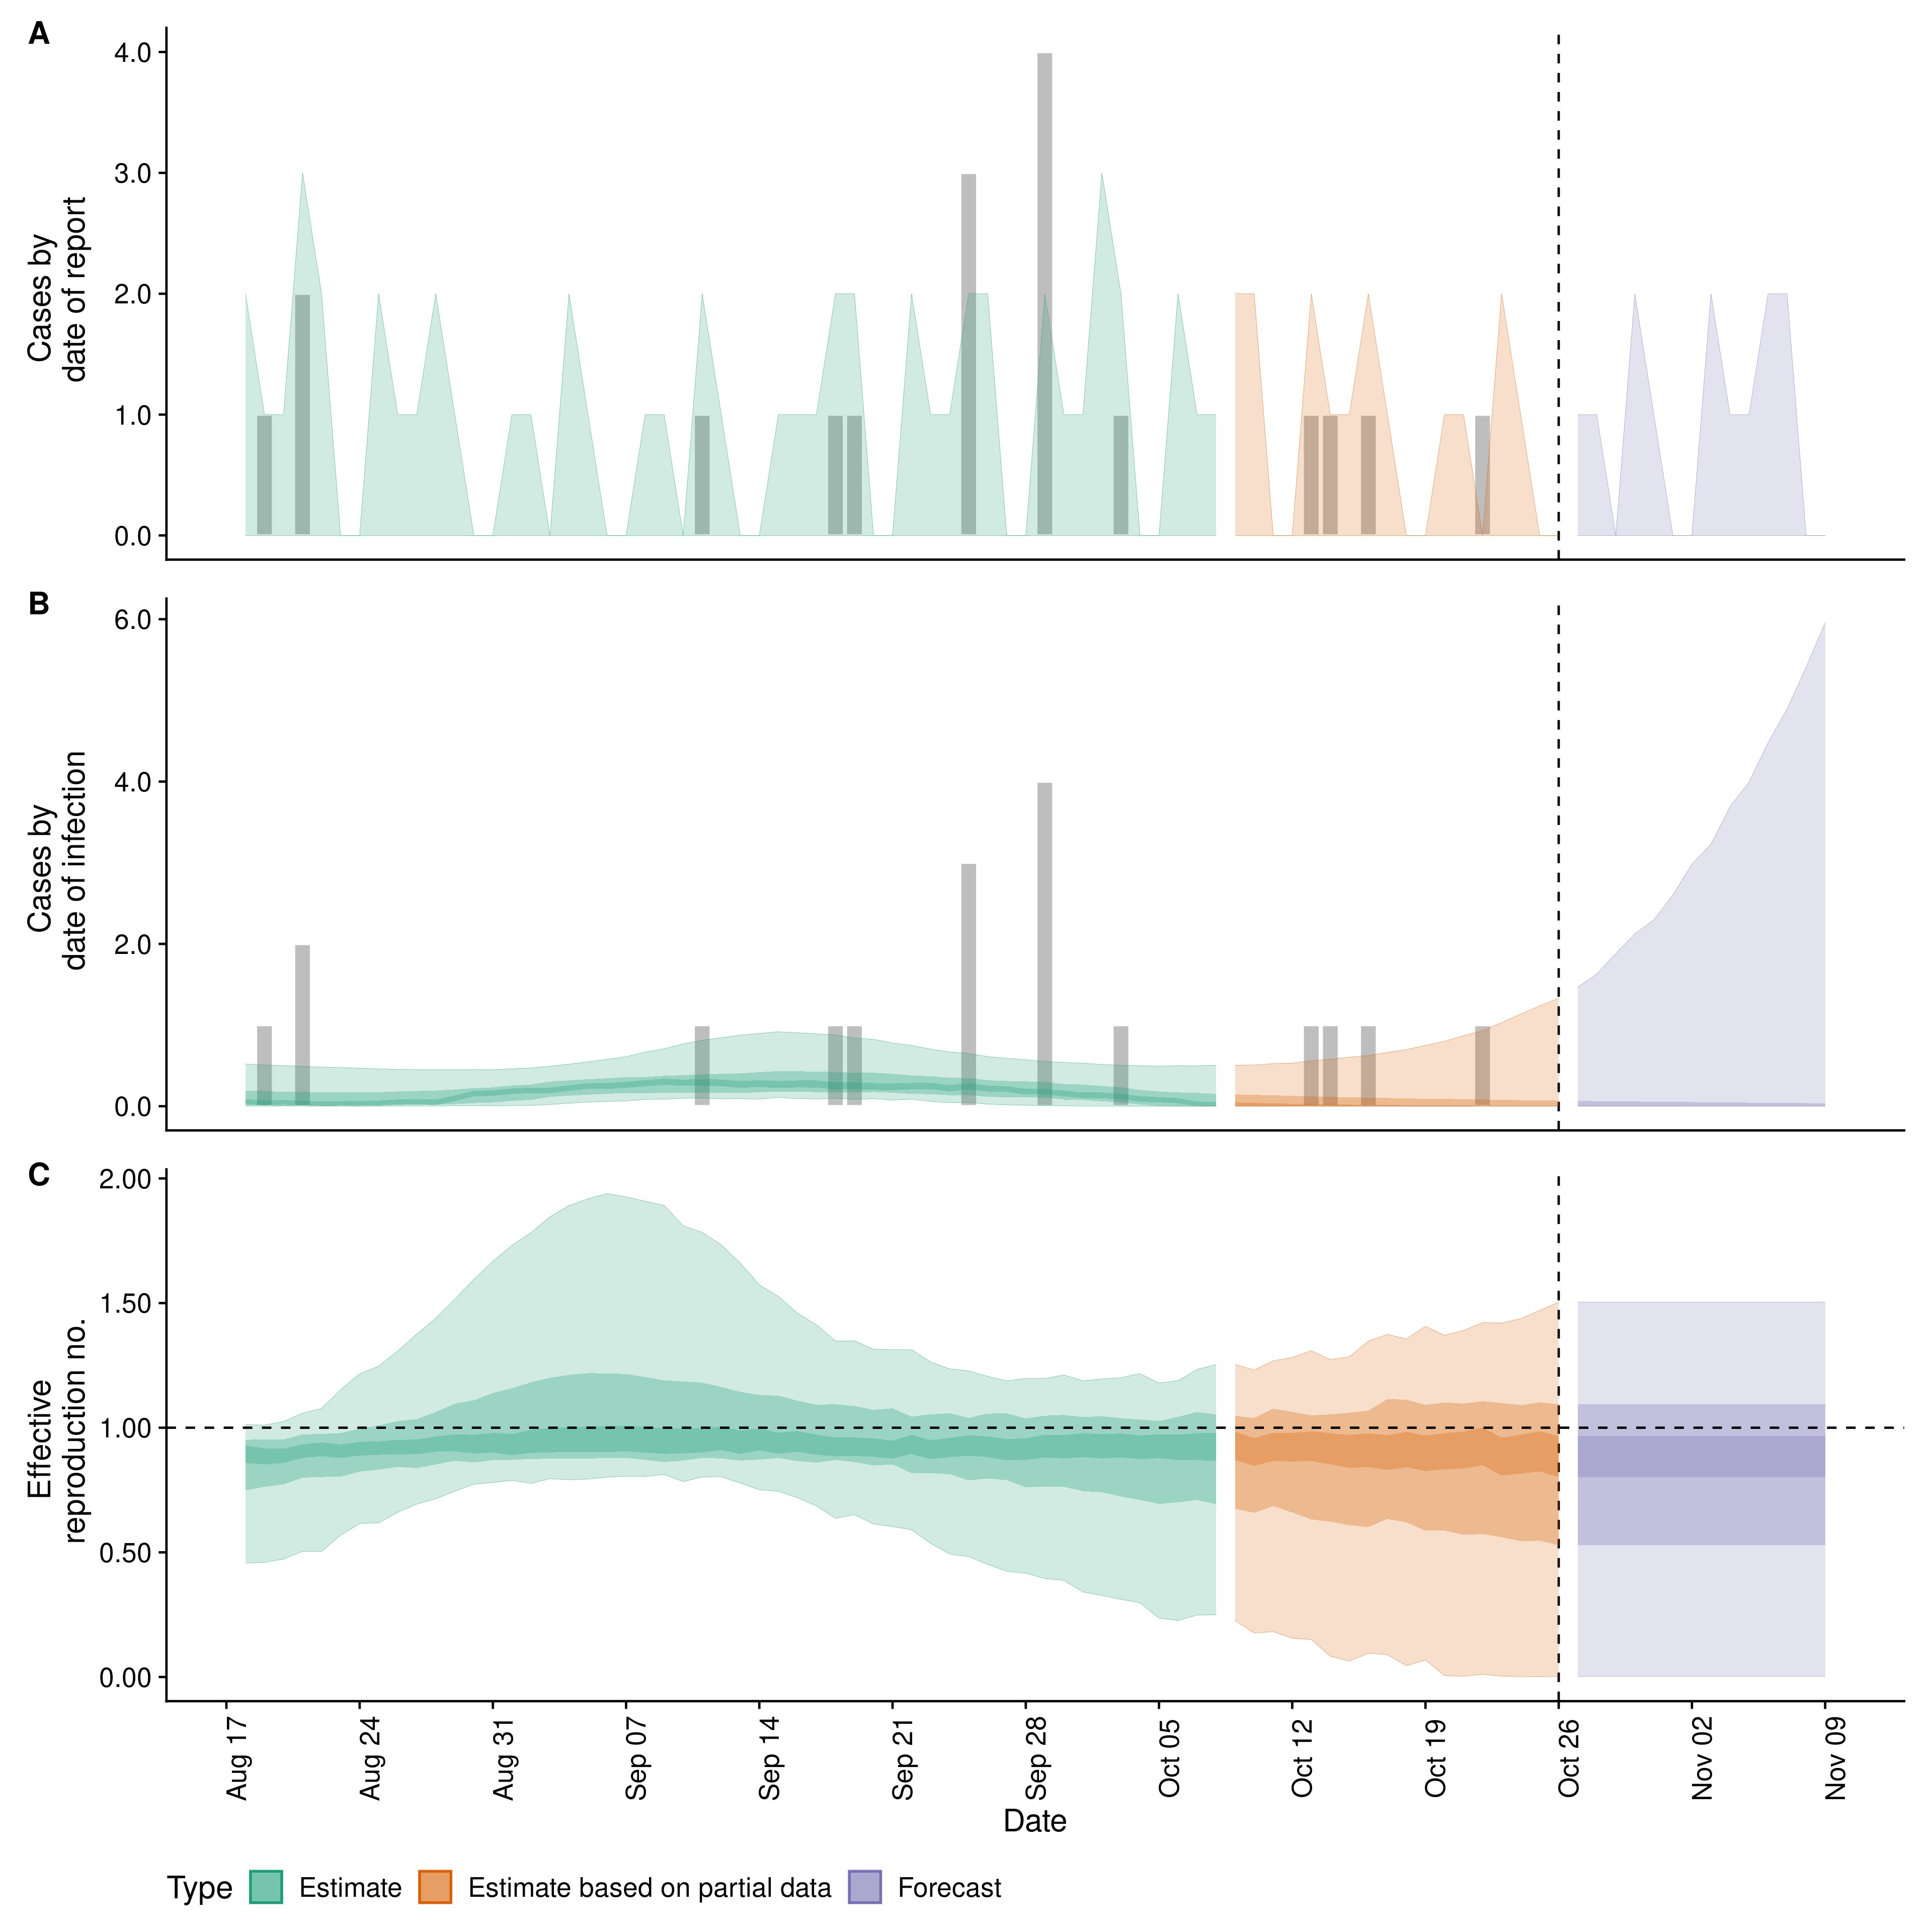 A
Cases by
date of report
4.0
3.0
2.0
1.0
0.0
B
Cases by
date of infection
6.0
4.0
2.0
0.0
C
Effective
reproduction no.
2.00
1.50
1.00
0.50
0.00
Aug 17
Aug 24
Aug 31
Sep 07
Sep 14
Sep 21
Sep 28
Oct 05
Oct 12
Oct 19
Oct 26
Nov 02
Nov 09
Date
Type Estimate Estimate based on partial data Forecast